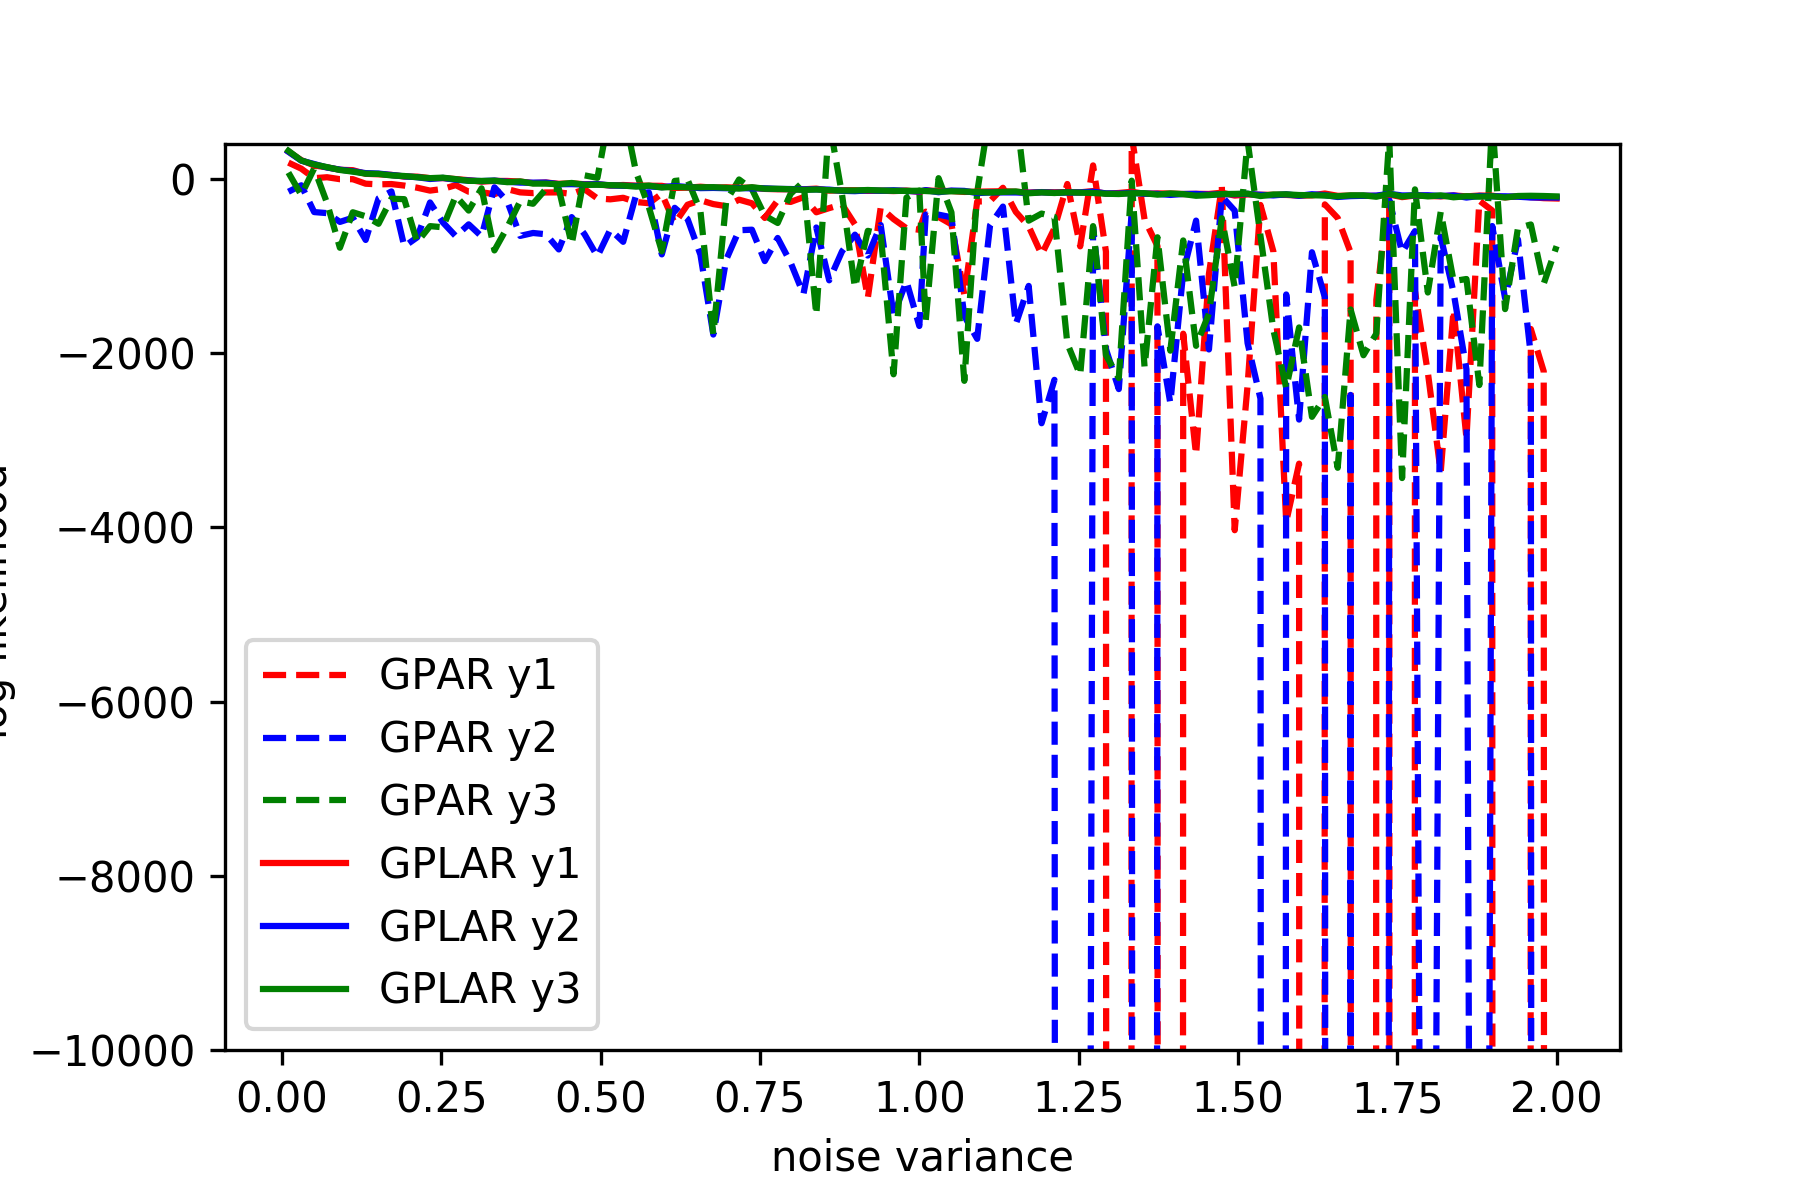 0
−2000
−4000
−6000
−8000
−10000
GPAR y1
GPAR y2
GPAR y3
GPLAR y1
GPLAR y2
GPLAR y3
0.00 0.25 0.50 0.75 1.00 1.25 1.50 1.75 2.00
noise variance